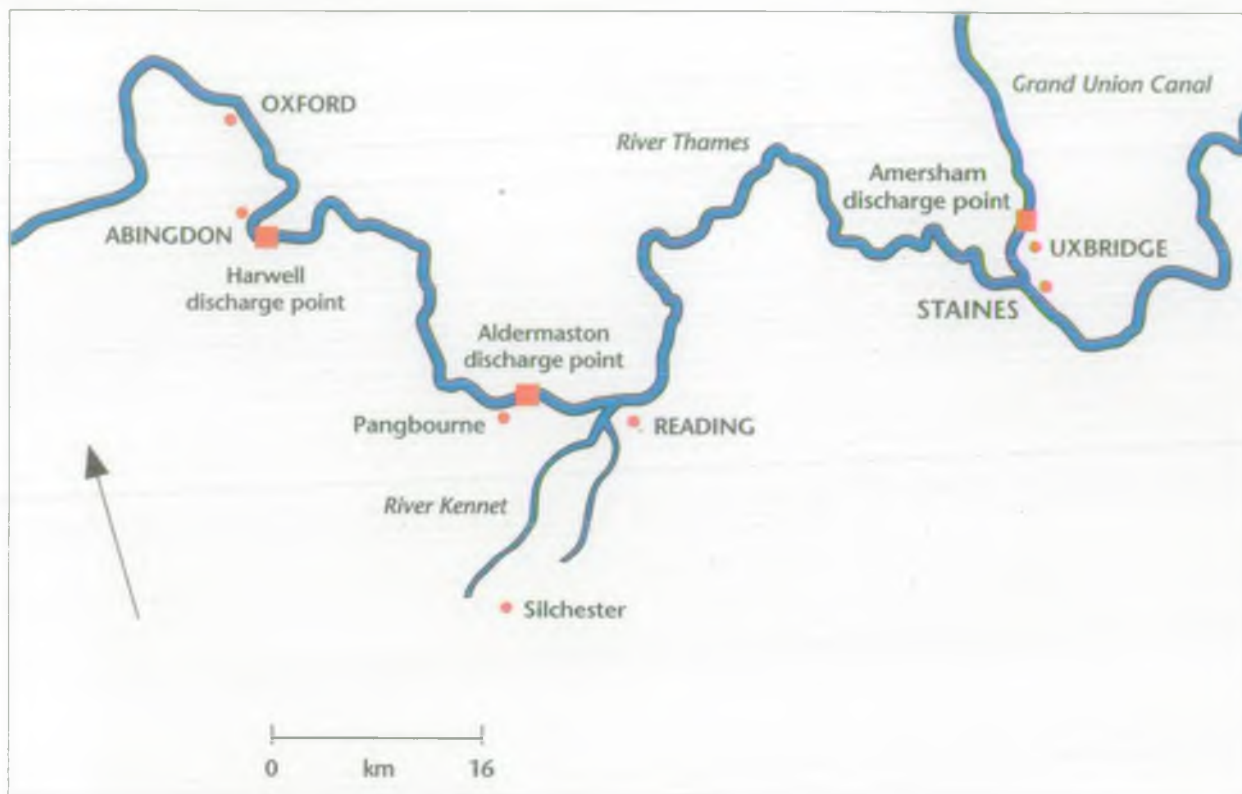 OXFORD
Grand Union Canal
River Thames
Amersham
discharge point
ABINGDON
UXBRIDGE
Harwell
discharge point
STAINES
Aldermaston
discharge point
Pangbourne
READING
River Kennet
Silchester
0 km 16